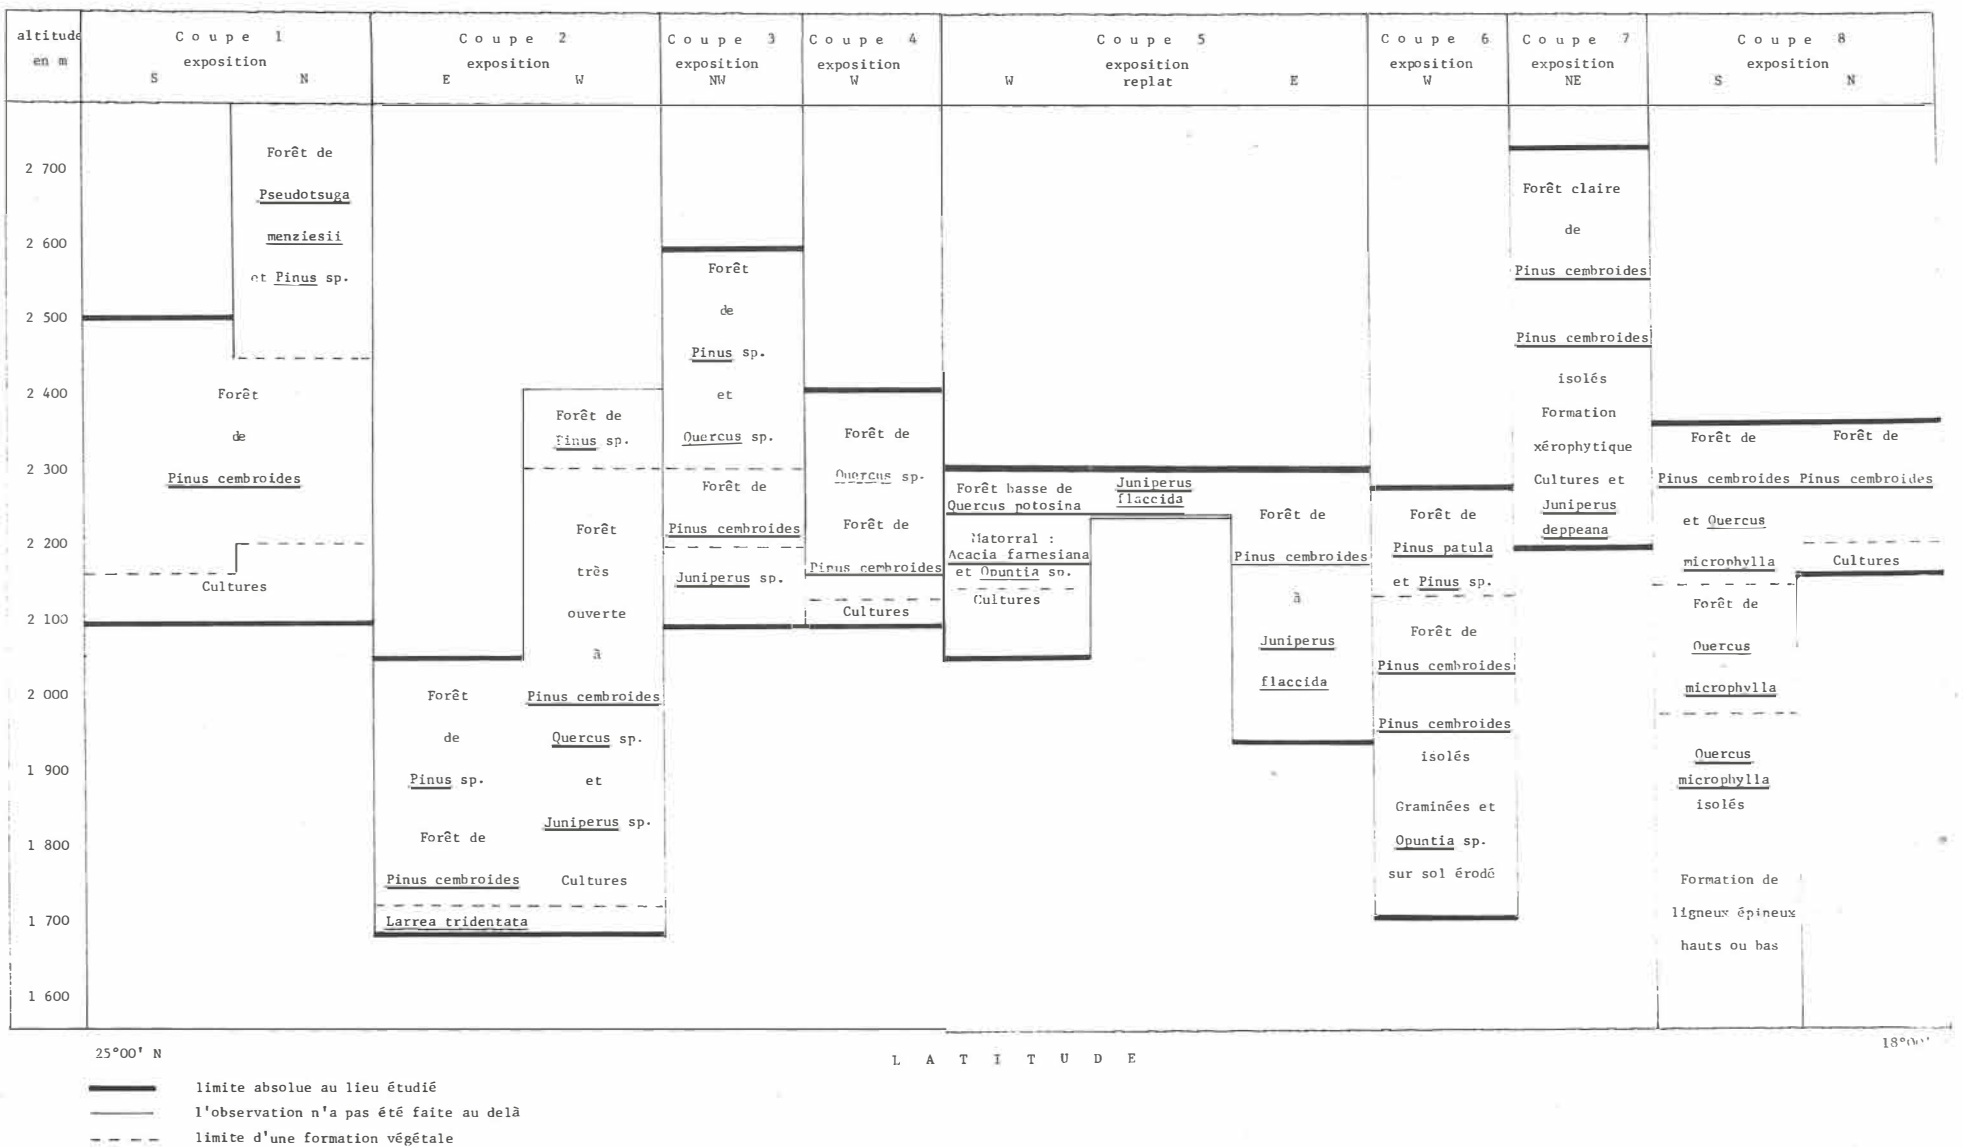 altitude
en m
Coupe 1
exposition
S N
Coupe 2
exposition
E W
Coupe 3
exposition
NW
Coupe 4
exposition
W
Coupe 5
exposition
W replat E
Coupe 6
exposition
W
Coupe 7
exposition
NE
Coupe 8
exposition
S N
2 700
2 600
2 500
2 400
2 300
2 200
2 100
2 000
1 900
1 800
1 700
1 600
Forêt de
Pseudotsuga
menziesii
et Pinus sp.
Forêt
de
Pinus cembroides
Cultures
Forêt
de
Pinus sp.
Forêt de
Pinus cembroides
Larrea tridentata
Forêt de
Pinus sp.
Forêt
très
ouverte
à
Pinus cembroides
Quercus sp.
et
Juniperus sp.
Cultures
Forêt
de
Pinus sp.
et
Quercus sp.
Forêt de
Pinus cembroides
Juniperus sp.
Forêt de
Quercus sp.
Forêt de
Pinus cembroides
Cultures
Forêt basse de
Quercus potosina
Matorral :
Acacia farnesiana
et Opuntia sp.
Cultures
Juniperus
flaccida
Forêt de
Pinus cembroides
à
Juniperus
flaccida
Forêt de
Pinus patula
et Pinus sp.
Forêt de
Pinus cembroides
Pinus cembroides
isolés
Graminées et
Opuntia sp.
sur sol érodé
Forêt claire
de
Pinus cembroides
Pinus cembroides
isolés
Formation
xérophytique
Cultures et
Juniperus
deppeana
Forêt de
Pinus cembroides
et Quercus
microphylla
Forêt de
Quercus
microphylla
Quercus
microphylla
isolés
Formation de
ligneux épineux
hauts ou bas
Forêt de
Pinus cembroides
Cultures
25°00' N
LATITUDE
18°00'
limite absolue au lieu étudié
l'observation n'a pas été faite au delà
limite d'une formation végétale